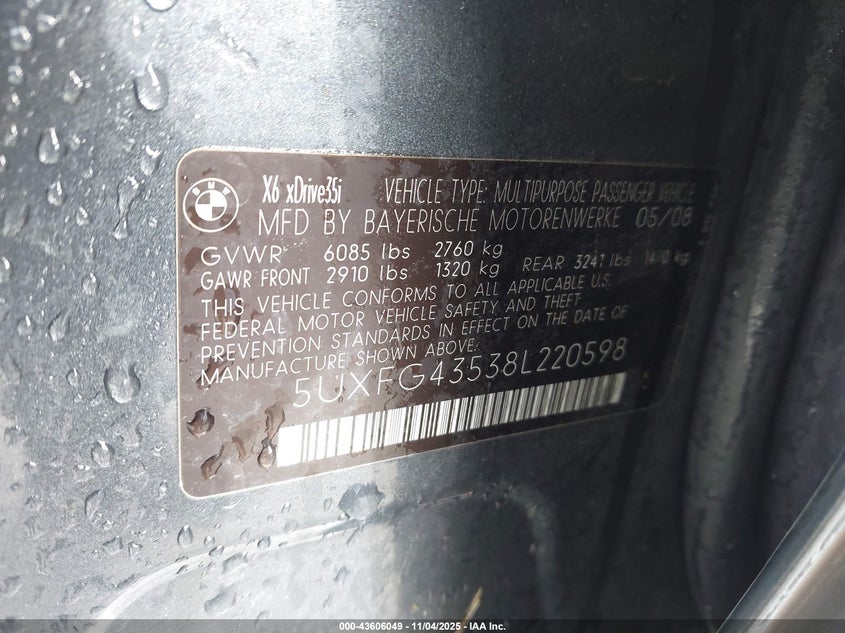 BMW
X6 xDrive35i VEHICLE TYPE: MULTIPURPOSE PASSENGER VEHICLE
MFD BY BAYERISCHE MOTORENWERKE 05/08
GVWR 6085 lbs 2760 kg
GAWR FRONT 2910 lbs 1320 kg REAR 3241 lbs 1470 kg
THIS VEHICLE CONFORMS TO ALL APPLICABLE U.S.
FEDERAL MOTOR VEHICLE SAFETY AND THEFT
PREVENTION STANDARDS IN EFFECT ON THE DATE OF
MANUFACTURE SHOWN ABOVE.
5UXFG43538L220598
000-43606049 - 11/04/2025 - IAA Inc.